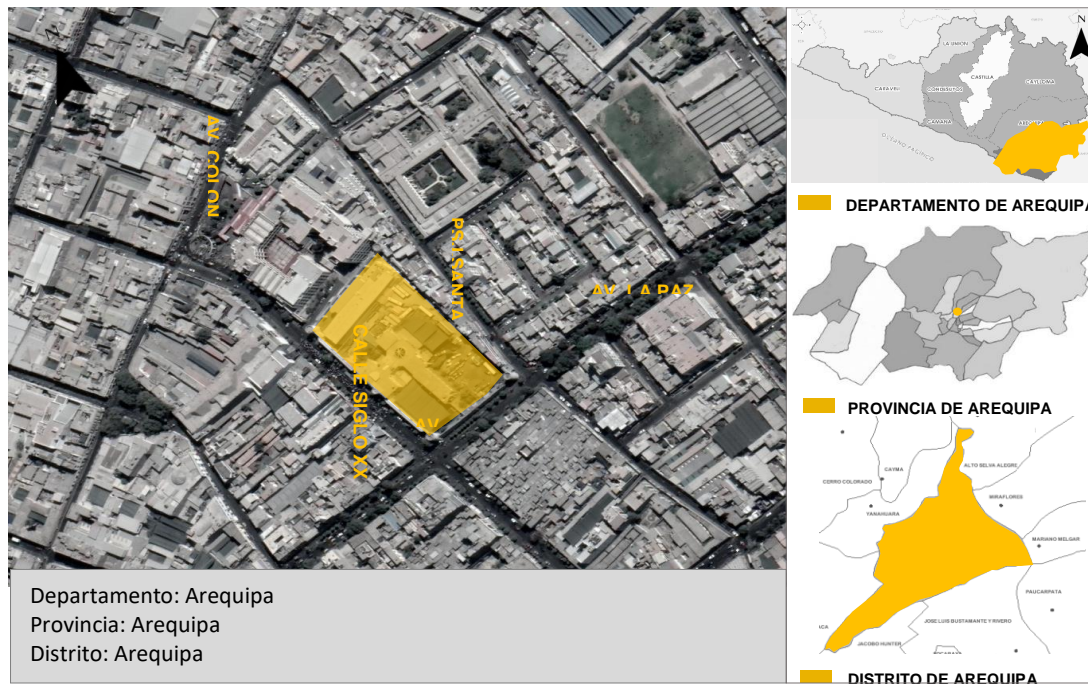 N
AV. COLON
PSJ. SANTA
AV. LA PAZ
CALLE SIGLO XX
AV.
Departamento: Arequipa
Provincia: Arequipa
Distrito: Arequipa
N
LA UNION
CASTILLA
CAYLLOMA
CARAVELI
CONDESUYOS
CAMANA
AREQUIPA
OCEANO PACIFICO
DEPARTAMENTO DE AREQUIPA
PROVINCIA DE AREQUIPA
CAYMA
ALTO SELVA ALEGRE
CERRO COLORADO
MIRAFLORES
YANAHUARA
MARIANO MELGAR
PAUCARPATA
JOSE LUIS BUSTAMANTE Y RIVERO
JACOBO HUNTER
DISTRITO DE AREQUIPA